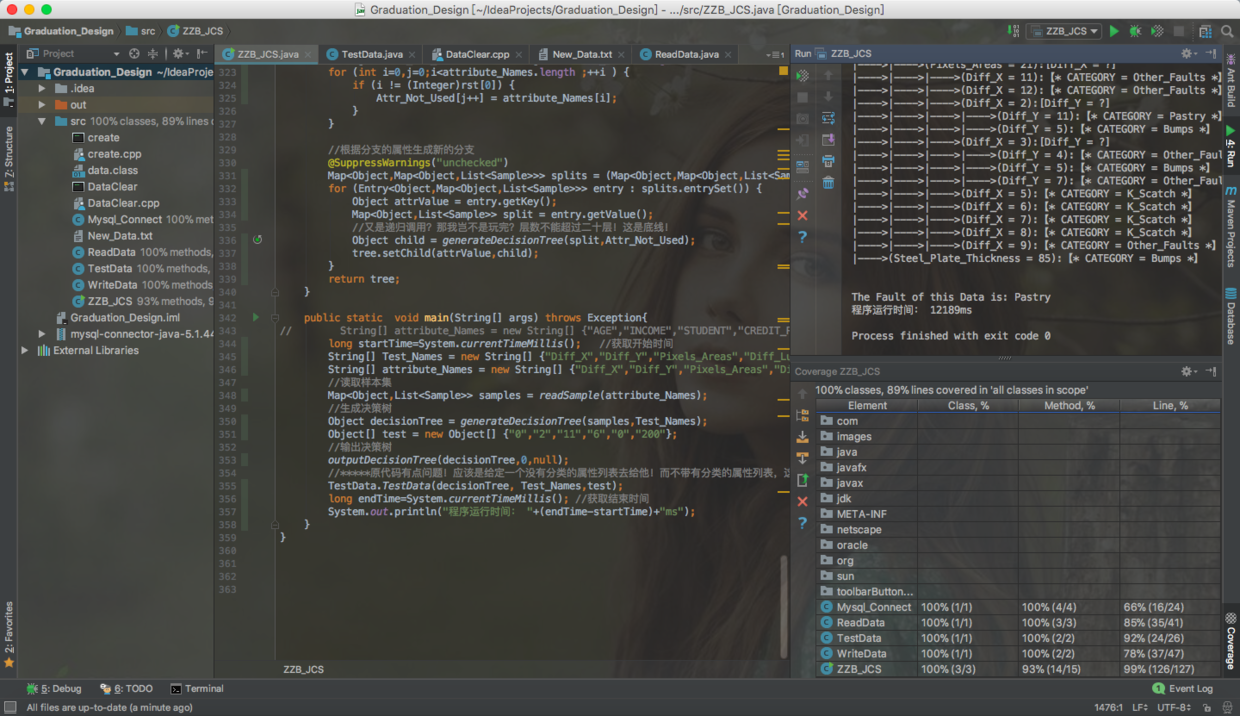 Graduation_Design [~/IdeaProjects/Graduation_Design] - .../src/ZZB_JCS.java [Graduation_Design]
Graduation_Design src ZZB_JCS
ZZB_JCS
1: Project
Z: Structure
2: Favorites
Project
Graduation_Design ~/IdeaProje
.idea
out
src 100% classes, 89% lines
create
create.cpp
data.class
DataClear
DataClear.cpp
Mysql_Connect 100% met
New_Data.txt
ReadData 100% methods,
TestData 100% methods,
WriteData 100% methods,
ZZB_JCS 93% methods, 9
Graduation_Design.iml
mysql-connector-java-5.1.44
External Libraries
ZZB_JCS.java TestData.java DataClear.cpp New_Data.txt ReadData.java
323 for (int i=0,j=0;i<attribute_Names.length ;++i ) {
324 if (i != (Integer)rst[0]) {
325 Attr_Not_Used[j++] = attribute_Names[i];
326 }
327 }
328
329 //根据分支的属性生成新的分支
330 @SuppressWarnings("unchecked")
331 Map<Object,Map<Object,List<Sample>>> splits = (Map<Object,Map<Object,List<Sam
332 for (Entry<Object,Map<Object,List<Sample>>> entry : splits.entrySet()) {
333 Object attrValue = entry.getKey();
334 Map<Object,List<Sample>> split = entry.getValue();
335 //又是递归调用？那我岂不是玩完？层数不能超过二十层！这是底线！
336 Object child = generateDecisionTree(split,Attr_Not_Used);
337 tree.setChild(attrValue,child);
338 }
339 return tree;
340 }
341
342 public static void main(String[] args) throws Exception{
343 // String[] attribute_Names = new String[] {"AGE","INCOME","STUDENT","CREDIT_R
344 long startTime=System.currentTimeMillis(); //获取开始时间
345 String[] Test_Names = new String[] {"Diff_X","Diff_Y","Pixels_Areas","Diff_Lu
346 String[] attribute_Names = new String[] {"Diff_X","Diff_Y","Pixels_Areas","Di
347 //读取样本集
348 Map<Object,List<Sample>> samples = readSample(attribute_Names);
349 //生成决策树
350 Object decisionTree = generateDecisionTree(samples,Test_Names);
351 Object[] test = new Object[] {"0","2","11","6","0","200"};
352 //输出决策树
353 outputDecisionTree(decisionTree,0,null);
354 //*****原代码有点问题！应该是给定一个没有分类的属性列表去给他！而不带有分类的属性列表，这
355 TestData.TestData(decisionTree, Test_Names,test);
356 long endTime=System.currentTimeMillis(); //获取结束时间
357 System.out.println("程序运行时间： "+(endTime-startTime)+"ms");
358 }
359 }
360
361
362
363
ZZB_JCS
Run ZZB_JCS
|———>|———>(Pixels_Areas = 21):[Diff_X = ?]
|———>|———>|———>(Diff_X = 11):【* CATEGORY = Other_Faults *】
|———>|———>|———>(Diff_X = 12):【* CATEGORY = Other_Faults *】
|———>|———>|———>(Diff_X = 2):[Diff_Y = ?]
|———>|———>|———>|———>(Diff_Y = 11):【* CATEGORY = Pastry *】
|———>|———>|———>|———>(Diff_Y = 5):【* CATEGORY = Bumps *】
|———>|———>|———>(Diff_X = 3):[Diff_Y = ?]
|———>|———>|———>|———>(Diff_Y = 4):【* CATEGORY = Other_Faul
|———>|———>|———>|———>(Diff_Y = 5):【* CATEGORY = Bumps *】
|———>|———>|———>|———>(Diff_Y = 7):【* CATEGORY = Other_Faul
|———>|———>|———>(Diff_X = 5):【* CATEGORY = K_Scatch *】
|———>|———>|———>(Diff_X = 6):【* CATEGORY = K_Scatch *】
|———>|———>|———>(Diff_X = 7):【* CATEGORY = K_Scatch *】
|———>|———>|———>(Diff_X = 8):【* CATEGORY = K_Scatch *】
|———>|———>|———>(Diff_X = 9):【* CATEGORY = Other_Faults *】
|———>(Steel_Plate_Thickness = 85):【* CATEGORY = Bumps *】
The Fault of this Data is: Pastry
程序运行时间： 12189ms
Process finished with exit code 0
Coverage ZZB_JCS
100% classes, 89% lines covered in 'all classes in scope'
Element Class, % Method, % Line, %
com
images
java
javafx
javax
jdk
META-INF
netscape
oracle
org
sun
toolbarButton...
Mysql_Connect 100% (1/1) 100% (4/4) 66% (16/24)
ReadData 100% (1/1) 100% (3/3) 85% (35/41)
TestData 100% (1/1) 100% (2/2) 92% (24/26)
WriteData 100% (1/1) 100% (2/2) 78% (37/47)
ZZB_JCS 100% (3/3) 93% (14/15) 99% (126/127)
Ant Build
4: Run
Maven Projects
Database
Coverage
5: Debug 6: TODO Terminal
1 Event Log
All files are up-to-date (a minute ago)
1476:1 LF UTF-8